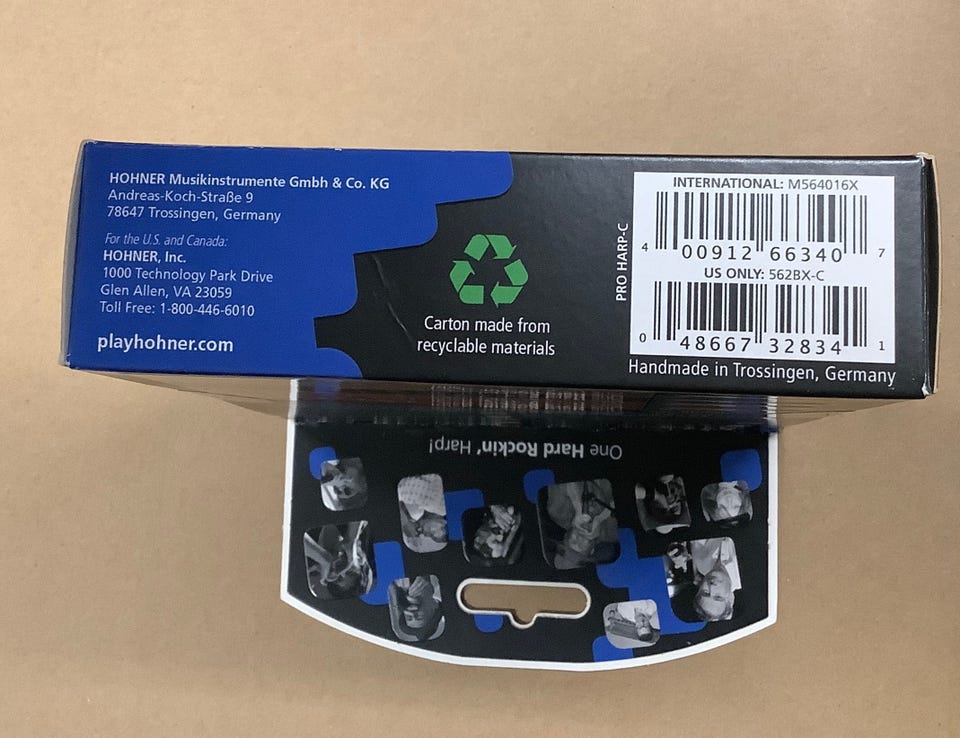 HOHNER Musikinstrumente Gmbh & Co. KG
Andreas-Koch-Straße 9
78647 Trossingen, Germany
For the U.S. and Canada:
HOHNER, Inc.
1000 Technology Park Drive
Glen Allen, VA 23059
Toll Free: 1-800-446-6010
playhohner.com
Carton made from
recyclable materials
PRO HARP-C
INTERNATIONAL: M564016X
4 00912 66340 7
US ONLY: 562BX-C
0 48667 32834 1
Handmade in Trossingen, Germany
One Hard Rockin' Harp!